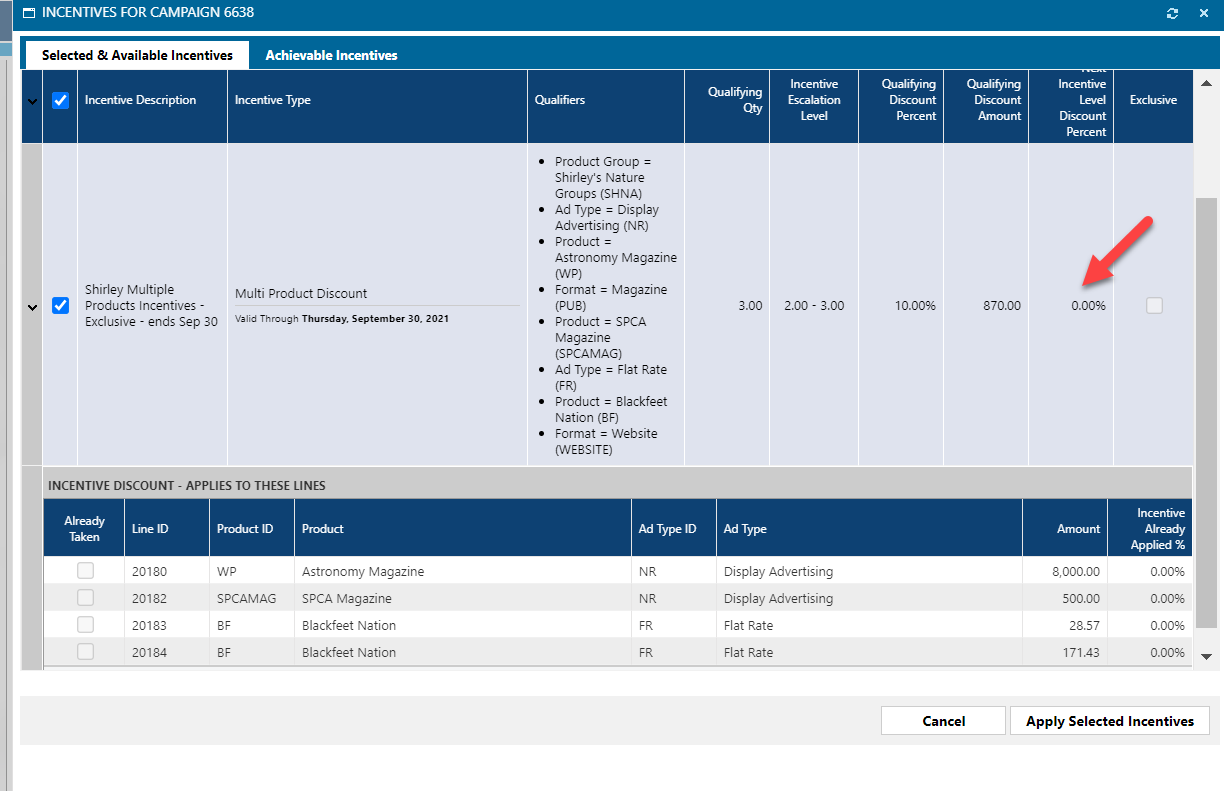 INCENTIVES FOR CAMPAIGN 6638
Selected & Available Incentives
Achievable Incentives
Incentive Description
Incentive Type
Qualifiers
Qualifying
Qty
Incentive
Escalation
Level
Qualifying
Discount
Percent
Qualifying
Discount
Amount
Next
Incentive
Level
Discount
Percent
Exclusive
Shirley Multiple
Products Incentives -
Exclusive - ends Sep 30
Multi Product Discount
Valid Through Thursday, September 30, 2021
• Product Group =
Shirley's Nature
Groups (SHNA)
• Ad Type = Display
Advertising (NR)
• Product =
Astronomy Magazine
(WP)
• Format = Magazine
(PUB)
• Product = SPCA
Magazine
(SPCAMAG)
• Ad Type = Flat Rate
(FR)
• Product = Blackfeet
Nation (BF)
• Format = Website
(WEBSITE)
3.00
2.00 - 3.00
10.00%
870.00
0.00%
INCENTIVE DISCOUNT - APPLIES TO THESE LINES
Already
Taken
Line ID
Product ID
Product
Ad Type ID
Ad Type
Amount
Incentive
Already
Applied %
20180 WP Astronomy Magazine NR Display Advertising 8,000.00 0.00%
20182 SPCAMAG SPCA Magazine NR Display Advertising 500.00 0.00%
20183 BF Blackfeet Nation FR Flat Rate 28.57 0.00%
20184 BF Blackfeet Nation FR Flat Rate 171.43 0.00%
Cancel
Apply Selected Incentives